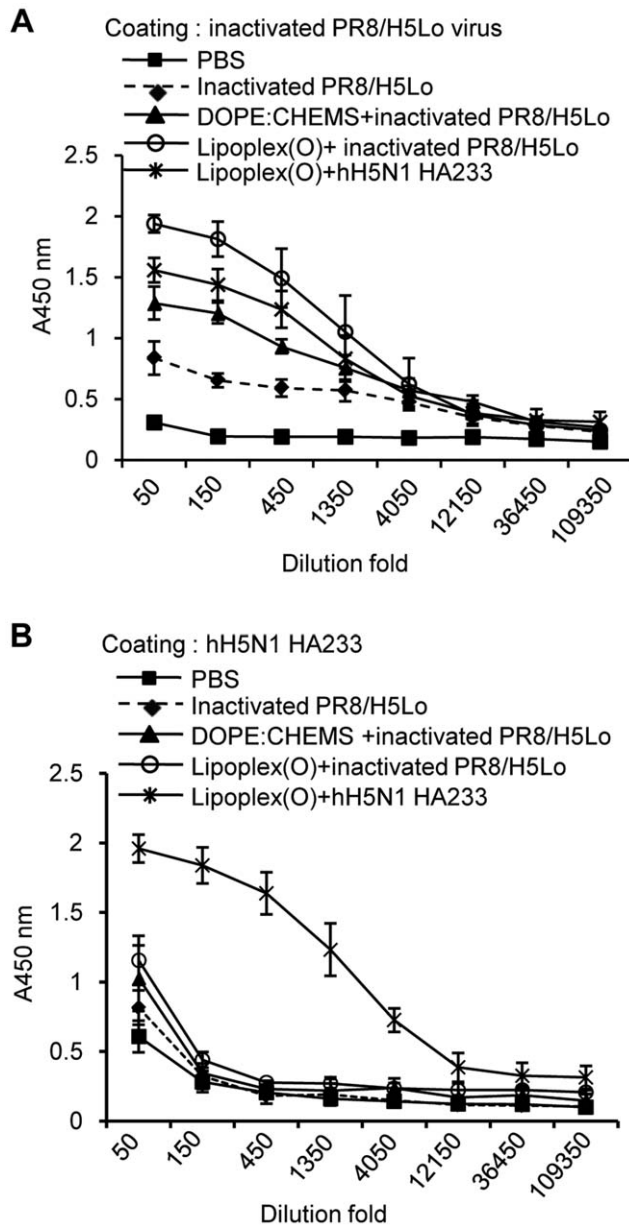 A
Coating : inactivated PR8/H5Lo virus
PBS
Inactivated PR8/H5Lo
DOPE:CHEMS+inactivated PR8/H5Lo
Lipoplex(O)+ inactivated PR8/H5Lo
Lipoplex(O)+hH5N1 HA233
2.5
2
1.5
1
0.5
0
A450 nm
50
150
450
1350
4050
12150
36450
109350
Dilution fold
B
Coating : hH5N1 HA233
PBS
Inactivated PR8/H5Lo
DOPE:CHEMS +inactivated PR8/H5Lo
Lipoplex(O)+inactivated PR8/H5Lo
Lipoplex(O)+hH5N1 HA233
2.5
2
1.5
1
0.5
0
A450 nm
50
150
450
1350
4050
12150
36450
109350
Dilution fold